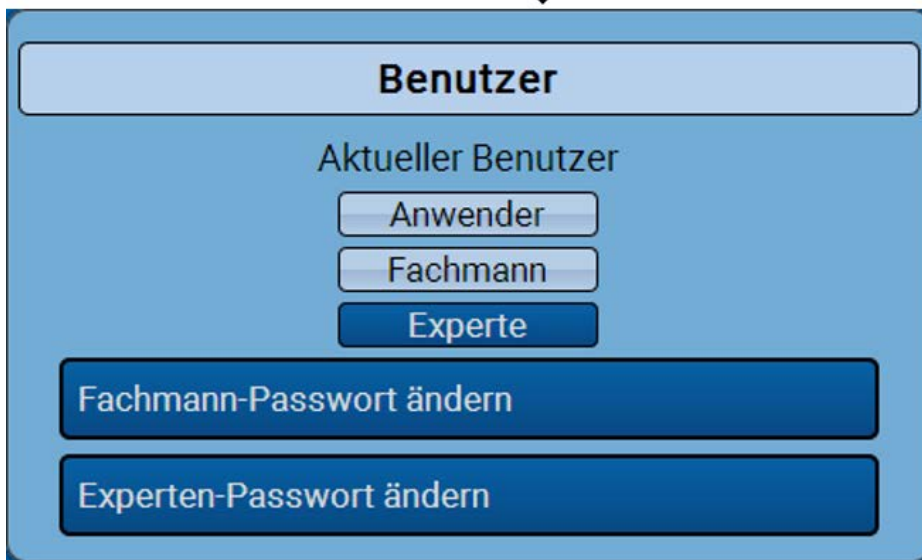 Benutzer
Aktueller Benutzer
Anwender
Fachmann
Experte
Fachmann-Passwort ändern
Experten-Passwort ändern